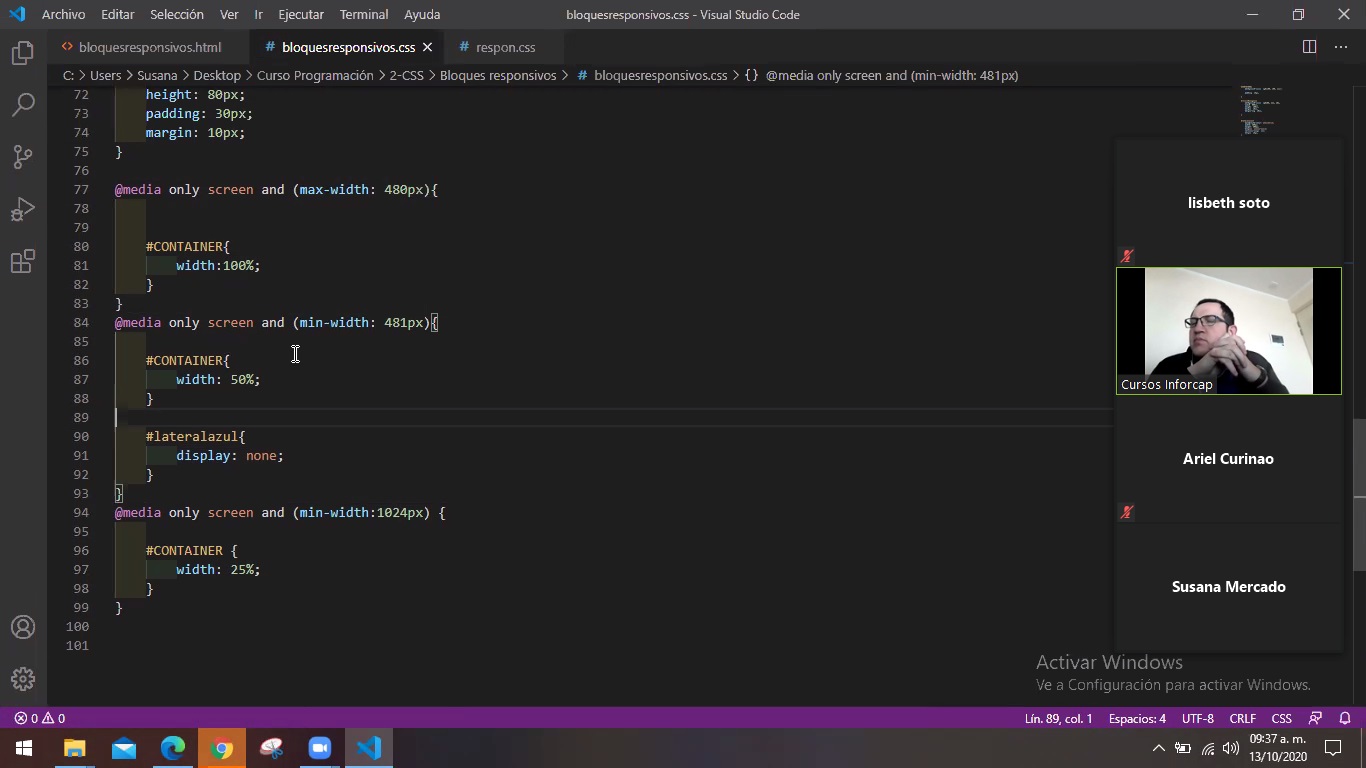 Archivo Editar Selección Ver Ir Ejecutar Terminal Ayuda bloquesresponsivos.css - Visual Studio Code
bloquesresponsivos.html # bloquesresponsivos.css # respon.css
C: > Users > Susana > Desktop > Curso Programación > 2-CSS > Bloques responsivos > # bloquesresponsivos.css > {} @media only screen and (min-width: 481px)
72 height: 80px;
73 padding: 30px;
74 margin: 10px;
75 }
76
77 @media only screen and (max-width: 480px){
78
79
80 #CONTAINER{
81 width:100%;
82 }
83 }
84 @media only screen and (min-width: 481px){
85
86 #CONTAINER{
87 width: 50%;
88 }
89
90 #lateralazul{
91 display: none;
92 }
93 }
94 @media only screen and (min-width:1024px) {
95
96 #CONTAINER {
97 width: 25%;
98 }
99 }
100
101
lisbeth soto
Cursos Inforcap
Ariel Curinao
Susana Mercado
Activar Windows
Ve a Configuración para activar Windows.
0 0 Lín. 89, col. 1 Espacios: 4 UTF-8 CRLF CSS
09:37 a. m.
13/10/2020